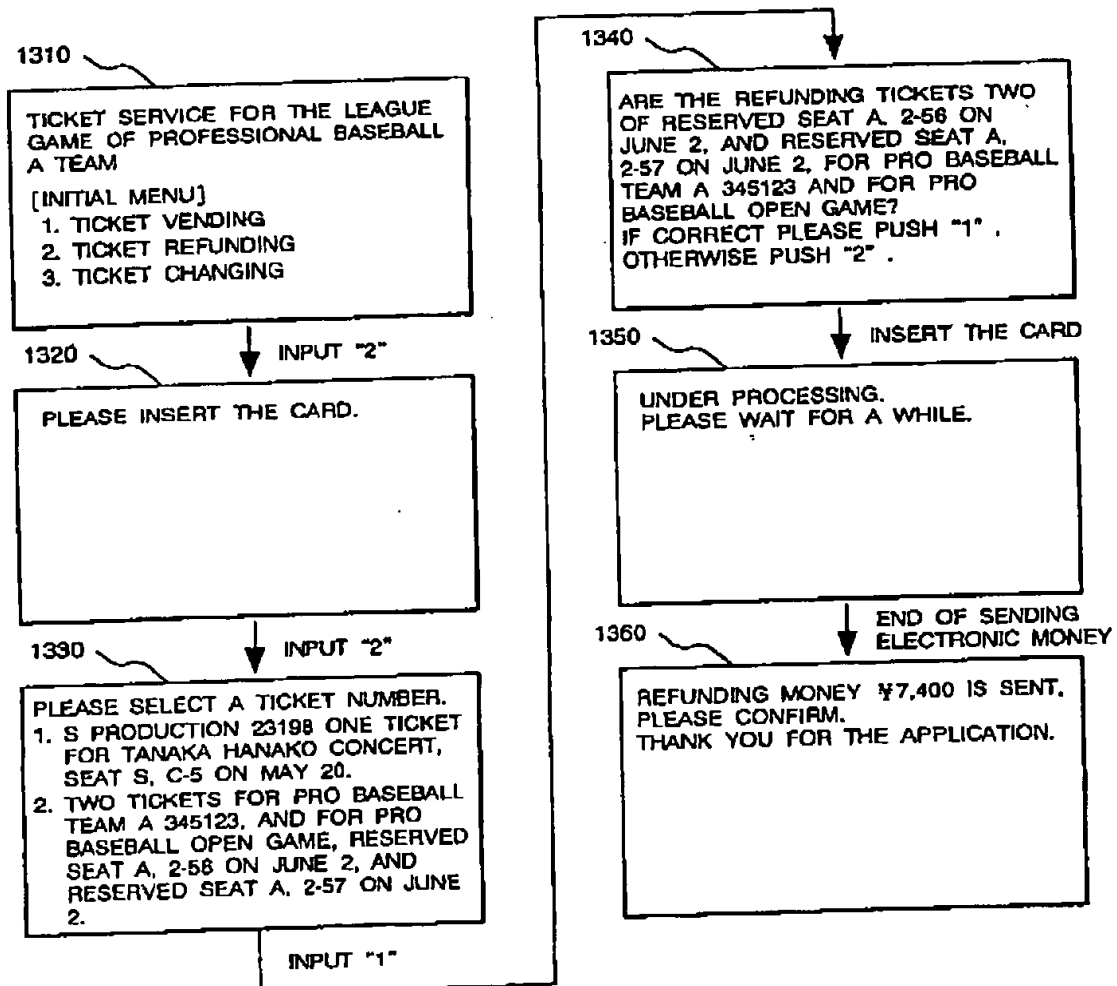 1310
TICKET SERVICE FOR THE LEAGUE
GAME OF PROFESSIONAL BASEBALL
A TEAM
[INITIAL MENU]
1. TICKET VENDING
2. TICKET REFUNDING
3. TICKET CHANGING
INPUT "2"
1320
PLEASE INSERT THE CARD.
INPUT "2"
1330
PLEASE SELECT A TICKET NUMBER.
1. S PRODUCTION 23198 ONE TICKET
FOR TANAKA HANAKO CONCERT,
SEAT S, C-5 ON MAY 20.
2. TWO TICKETS FOR PRO BASEBALL
TEAM A 345123, AND FOR PRO
BASEBALL OPEN GAME, RESERVED
SEAT A, 2-56 ON JUNE 2, AND
RESERVED SEAT A, 2-57 ON JUNE
2.
INPUT "1"
1340
ARE THE REFUNDING TICKETS TWO
OF RESERVED SEAT A, 2-56 ON
JUNE 2, AND RESERVED SEAT A,
2-57 ON JUNE 2, FOR PRO BASEBALL
TEAM A 345123 AND FOR PRO
BASEBALL OPEN GAME?
IF CORRECT PLEASE PUSH "1" ,
OTHERWISE PUSH "2" .
INSERT THE CARD
1350
UNDER PROCESSING.
PLEASE WAIT FOR A WHILE.
END OF SENDING
ELECTRONIC MONEY
1360
REFUNDING MONEY ¥7,400 IS SENT.
PLEASE CONFIRM.
THANK YOU FOR THE APPLICATION.